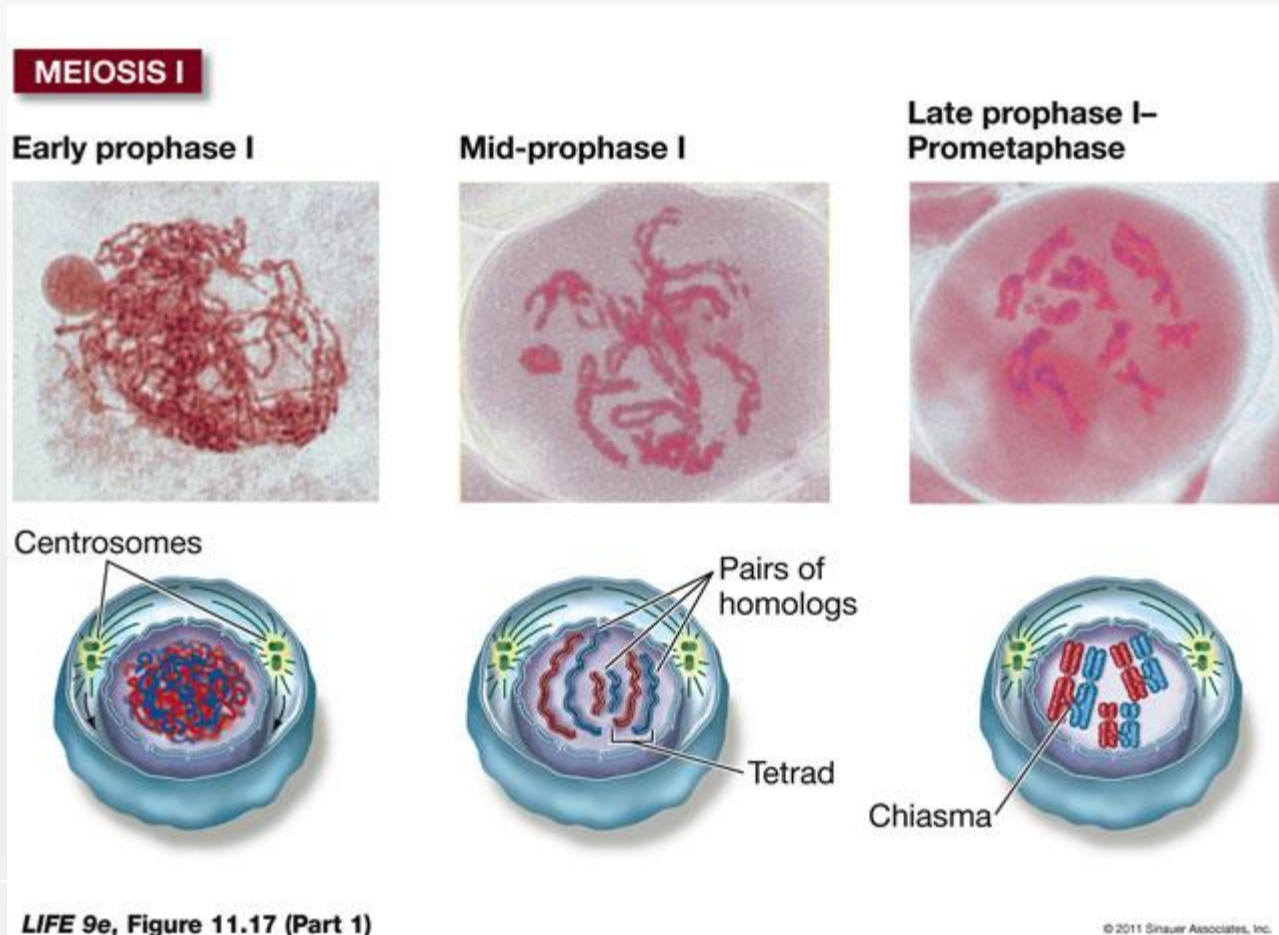 MEIOSIS I
Early prophase I
Mid-prophase I
Late prophase I–
Prometaphase
Centrosomes
Pairs of
homologs
Tetrad
Chiasma
LIFE 9e, Figure 11.17 (Part 1)
© 2011 Sinauer Associates, Inc.